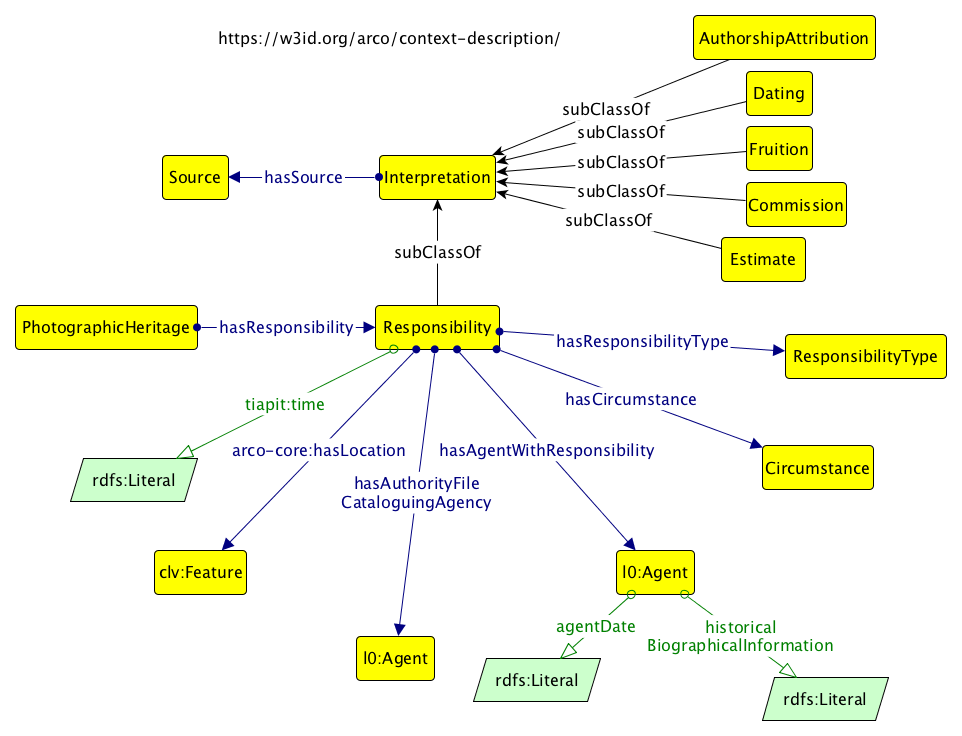 https://w3id.org/arco/context-description/
AuthorshipAttribution
Dating
subClassOf
subClassOf
Fruition
subClassOf
Source
hasSource
Interpretation
subClassOf
Commission
subClassOf
subClassOf
Estimate
PhotographicHeritage
hasResponsibility
Responsibility
hasResponsibilityType
ResponsibilityType
hasCircumstance
tiapit:time
arco-core:hasLocation
hasAgentWithResponsibility
Circumstance
rdfs:Literal
hasAuthorityFile
CataloguingAgency
clv:Feature
l0:Agent
agentDate
historical
BiographicalInformation
l0:Agent
rdfs:Literal
rdfs:Literal